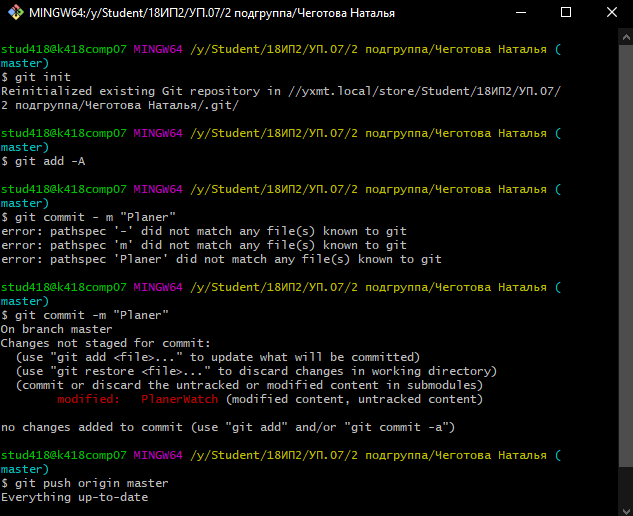 MINGW64:/y/Student/18ИП2/УП.07/2 подгруппа/Чеготова Наталья
stud418@k418comp07 MINGW64 /y/Student/18ИП2/УП.07/2 подгруппа/Чеготова Наталья (
master)
$ git init
Reinitialized existing Git repository in //yxmt.local/store/Student/18ИП2/УП.07/
2 подгруппа/Чеготова Наталья/.git/
stud418@k418comp07 MINGW64 /y/Student/18ИП2/УП.07/2 подгруппа/Чеготова Наталья (
master)
$ git add -A
stud418@k418comp07 MINGW64 /y/Student/18ИП2/УП.07/2 подгруппа/Чеготова Наталья (
master)
$ git commit - m "Planer"
error: pathspec '-' did not match any file(s) known to git
error: pathspec 'm' did not match any file(s) known to git
error: pathspec 'Planer' did not match any file(s) known to git
stud418@k418comp07 MINGW64 /y/Student/18ИП2/УП.07/2 подгруппа/Чеготова Наталья (
master)
$ git commit -m "Planer"
On branch master
Changes not staged for commit:
  (use "git add <file>..." to update what will be committed)
  (use "git restore <file>..." to discard changes in working directory)
  (commit or discard the untracked or modified content in submodules)
        modified:   PlanerWatch (modified content, untracked content)
no changes added to commit (use "git add" and/or "git commit -a")
stud418@k418comp07 MINGW64 /y/Student/18ИП2/УП.07/2 подгруппа/Чеготова Наталья (
master)
$ git push origin master
Everything up-to-date